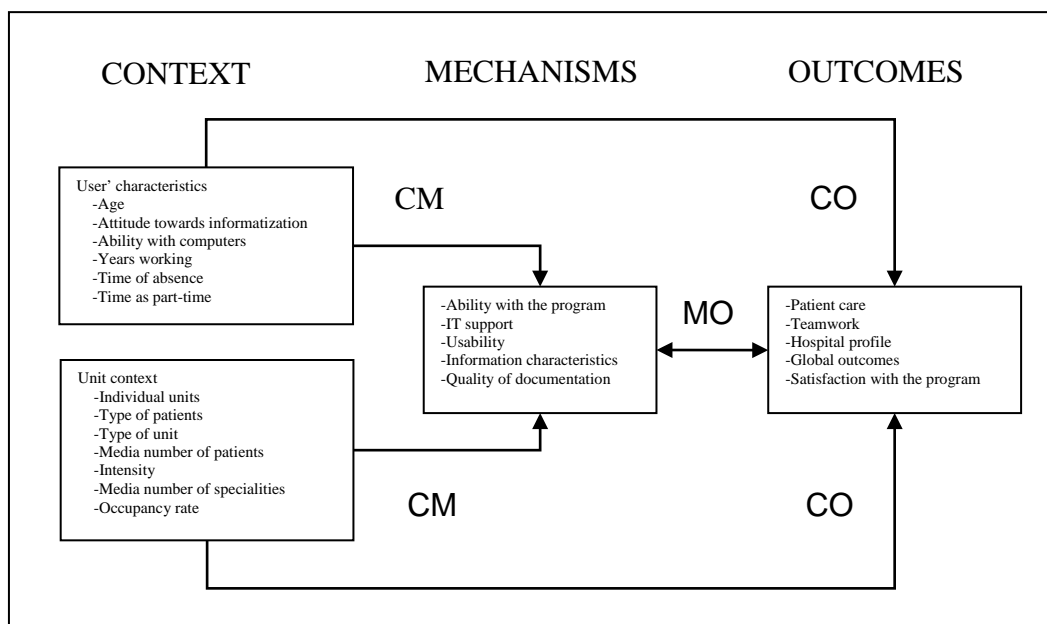 CONTEXT
MECHANISMS
OUTCOMES
User' characteristics
-Age
-Attitude towards informatization
-Ability with computers
-Years working
-Time of absence
-Time as part-time
CM
CO
-Ability with the program
-IT support
-Usability
-Information characteristics
-Quality of documentation
MO
-Patient care
-Teamwork
-Hospital profile
-Global outcomes
-Satisfaction with the program
Unit context
-Individual units
-Type of patients
-Type of unit
-Media number of patients
-Intensity
-Media number of specialities
-Occupancy rate
CM
CO